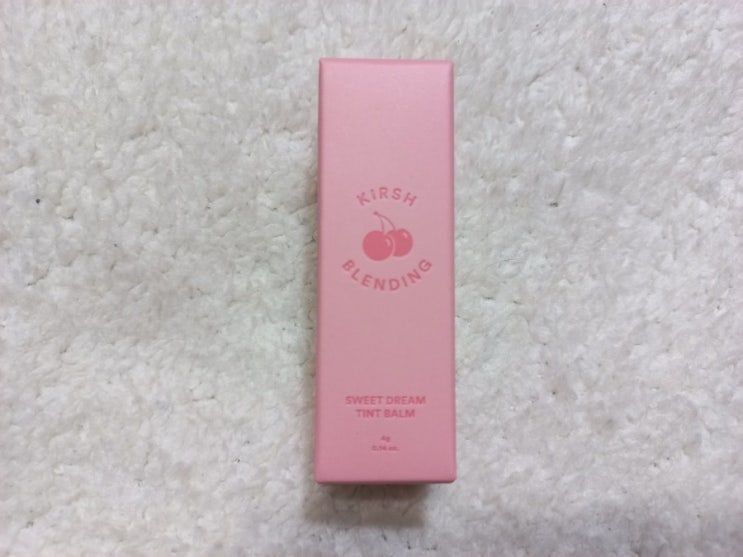 KiRSH
BLENDING
SWEET DREAM
TINT BALM
4g
0.14 oz.